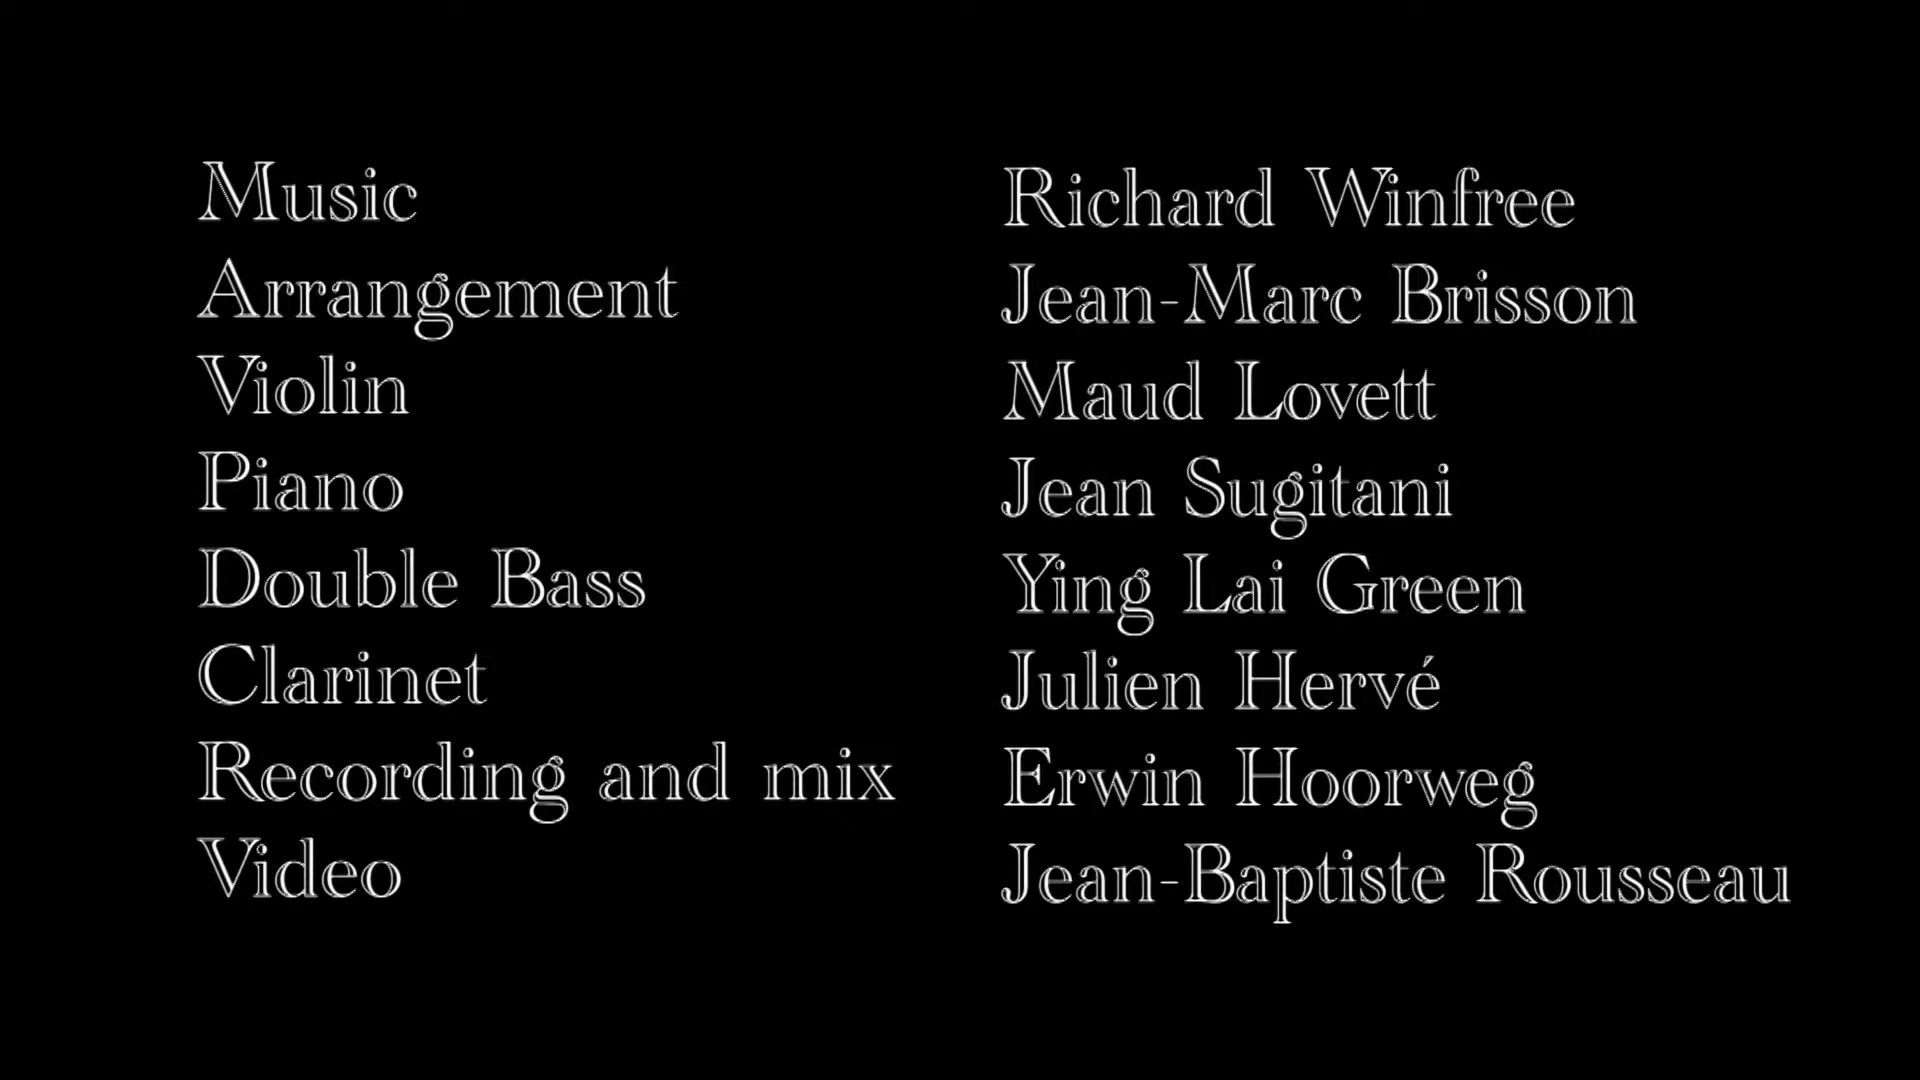 Music Richard Winfree
Arrangement Jean-Marc Brisson
Violin Maud Lovett
Piano Jean Sugitani
Double Bass Ying Lai Green
Clarinet Julien Hervé
Recording and mix Erwin Hoorweg
Video Jean-Baptiste Rousseau